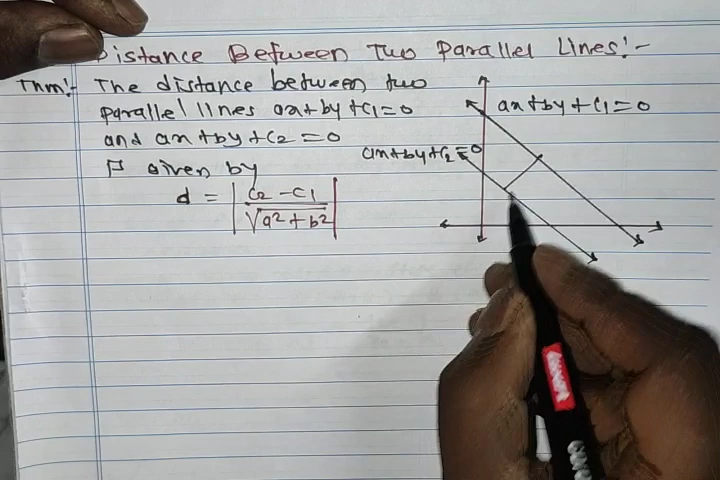 Distance Between Two Parallel Lines:-
Thm:- The distance between two
parallel lines ax+by+c1=0
and ax+by+c2=0
is given by
d = | c2-c1 / √a²+b² |
ax+by+c1=0
ax+by+c2=0